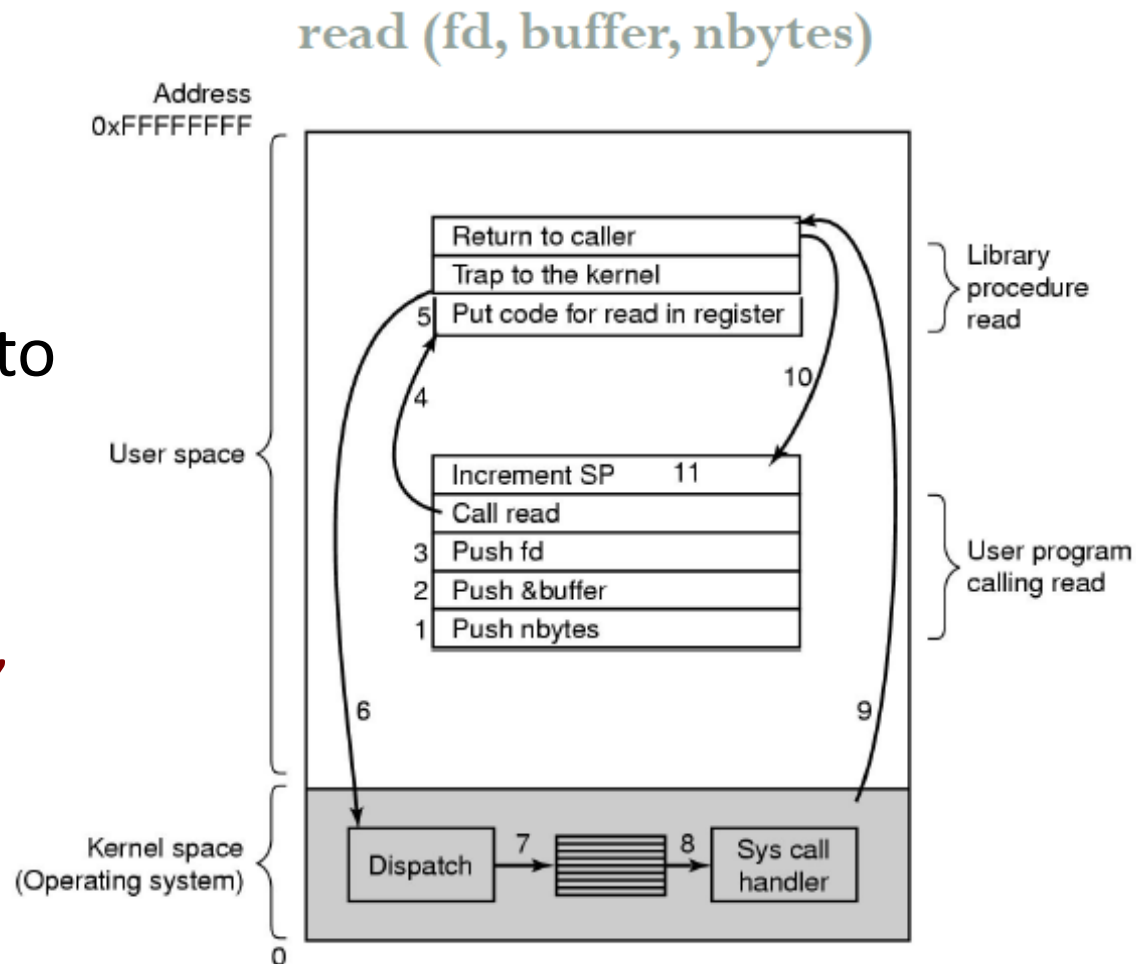 read (fd, buffer, nbytes)
Address
0xFFFFFFFF
Return to caller
Trap to the kernel
5 Put code for read in register
Library
procedure
read
to
4
10
User space
Increment SP 11
Call read
3 Push fd
2 Push &buffer
1 Push nbytes
User program
calling read
,
6
9
Kernel space
(Operating system)
Dispatch
7
8
Sys call
handler
0